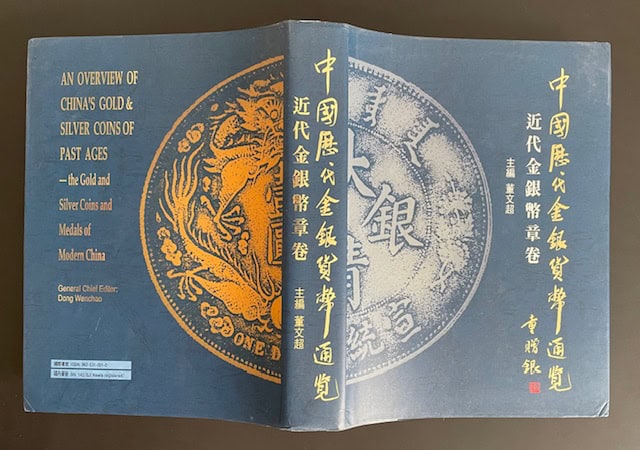 AN OVERVIEW OF
CHINA'S GOLD &
SILVER COINS OF
PAST AGES
—the Gold and
Silver Coins and
Medals of
Modern China
General Chief Editor:
Dong Wenchao
ONE D
中國歷代金銀貨幣通覽
近代金銀幣章卷
主編 董文超
大清
銀
宣統
中國歷代金銀貨幣通覽
近代金銀幣章卷
主編 董文超